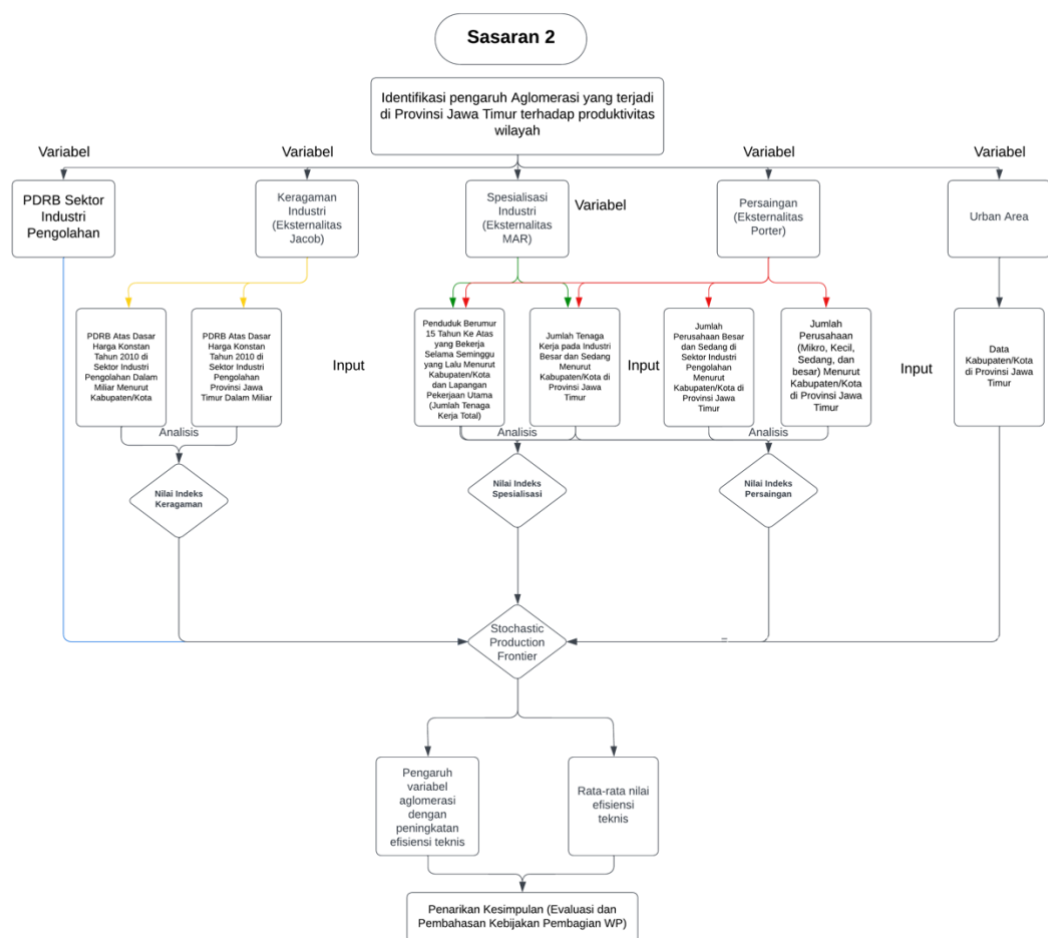 Sasaran 2
Identifikasi pengaruh Aglomerasi yang terjadi
di Provinsi Jawa Timur terhadap produktivitas
wilayah
Variabel
Variabel
Variabel
Variabel
PDRB Sektor
Industri
Pengolahan
Keragaman
Industri
(Eksternalitas
Jacob)
Spesialisasi
Industri
(Eksternalitas
MAR)
Variabel
Persaingan
(Eksternalitas
Porter)
Urban Area
PDRB Atas Dasar
Harga Konstan
Tahun 2010 di
Sektor Industri
Pengolahan Dalam
Miliar Menurut
Kabupaten/Kota
PDRB Atas Dasar
Harga Konstan
Tahun 2010 di
Sektor Industri
Pengolahan
Provinsi Jawa
Timur Dalam Miliar
Input
Penduduk Berumur
15 Tahun Ke Atas
yang Bekerja
Selama Seminggu
yang Lalu Menurut
Kabupaten/Kota
dan Lapangan
Pekerjaan Utama
(Jumlah Tenaga
Kerja Total)
Jumlah Tenaga
Kerja pada Industri
Besar dan Sedang
Menurut
Kabupaten/Kota di
Provinsi Jawa
Timur
Input
Jumlah
Perusahaan Besar
dan Sedang di
Sektor Industri
Pengolahan
Menurut
Kabupaten/Kota di
Provinsi Jawa
Timur
Jumlah
Perusahaan
(Mikro, Kecil,
Sedang, dan
besar) Menurut
Kabupaten/Kota
di Provinsi Jawa
Timur
Input
Data
Kabupaten/Kota
di Provinsi Jawa
Timur
Analisis
Analisis
Analisis
Nilai Indeks
Keragaman
Nilai Indeks
Spesialisasi
Nilai Indeks
Persaingan
Stochastic
Production
Frontier
Pengaruh
variabel
aglomerasi
dengan
peningkatan
efisiensi teknis
Rata-rata nilai
efisiensi
teknis
Penarikan Kesimpulan (Evaluasi dan
Pembahasan Kebijakan Pembagian WP)